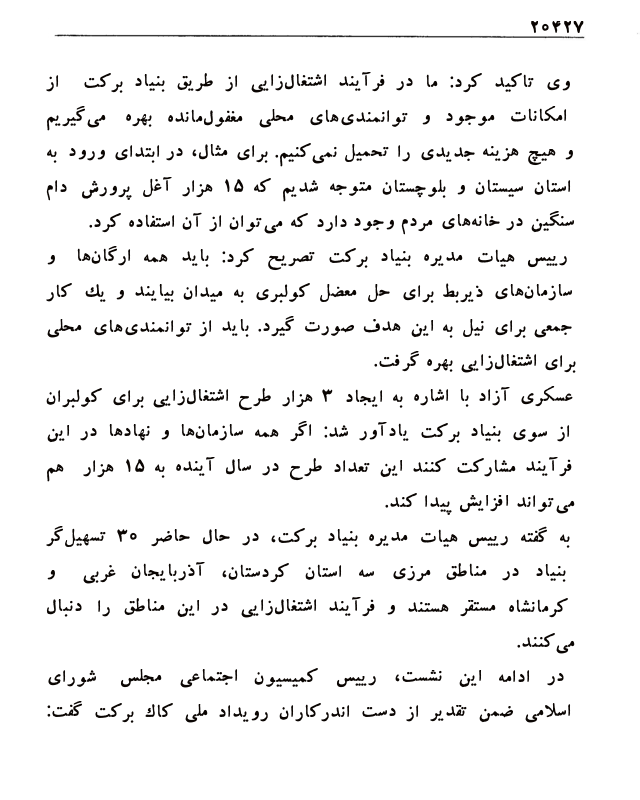 ۲۰۴۲۷
وی تاکید کرد: ما در فرآیند اشتغال‌زایی از طریق بنیاد برکت از
امکانات موجود و توانمندی‌های محلی مغفول‌مانده بهره می‌گیریم
و هیچ هزینه جدیدی را تحمیل نمی‌کنیم. برای مثال، در ابتدای ورود به
استان سیستان و بلوچستان متوجه شدیم که ۱۵ هزار آغل پرورش دام
سنگین در خانه‌های مردم وجود دارد که می‌توان از آن استفاده کرد.
رییس هیات مدیره بنیاد برکت تصریح کرد: باید همه ارگان‌ها و
سازمان‌های ذیربط برای حل معضل کولبری به میدان بیایند و یك کار
جمعی برای نیل به این هدف صورت گیرد. باید از توانمندی‌های محلی
برای اشتغال‌زایی بهره گرفت.
عسکری آزاد با اشاره به ایجاد ۳ هزار طرح اشتغال‌زایی برای کولبران
از سوی بنیاد برکت یادآور شد: اگر همه سازمان‌ها و نهادها در این
فرآیند مشارکت کنند این تعداد طرح در سال آینده به ۱۵ هزار هم
می‌تواند افزایش پیدا کند.
به گفته رییس هیات مدیره بنیاد برکت، در حال حاضر ۳۰ تسهیل‌گر
بنیاد در مناطق مرزی سه استان کردستان، آذربایجان غربی و
کرمانشاه مستقر هستند و فرآیند اشتغال‌زایی در این مناطق را دنبال
می‌کنند.
در ادامه این نشست، رییس کمیسیون اجتماعی مجلس شورای
اسلامی ضمن تقدیر از دست اندرکاران رویداد ملی کاك برکت گفت: